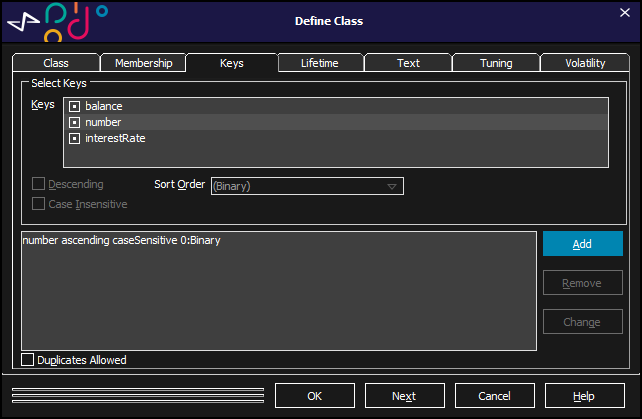 Define Class
Class Membership Keys Lifetime Text Tuning Volatility
Select Keys
Keys
balance
number
interestRate
Descending
Sort Order (Binary)
Case Insensitive
number ascending caseSensitive 0:Binary
Add
Remove
Change
Duplicates Allowed
OK Next Cancel Help